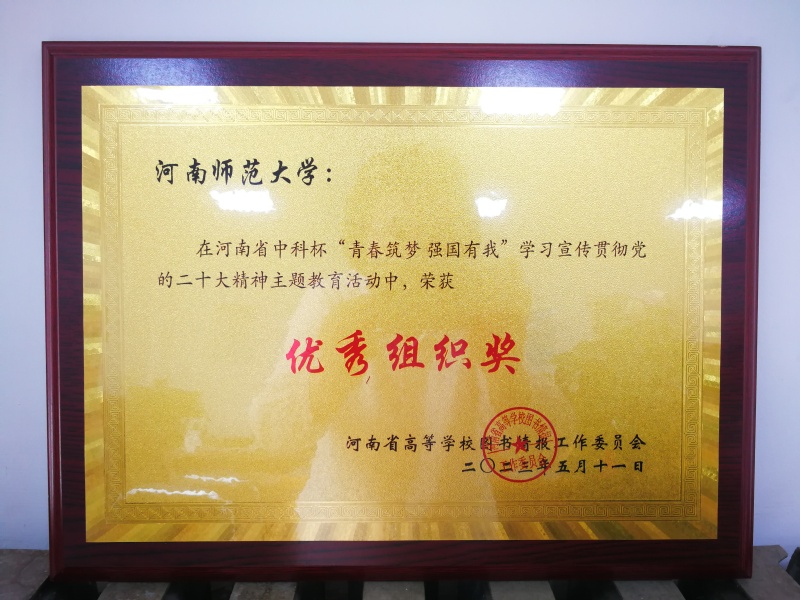 河南师范大学：
在河南省中科杯“青春筑梦 强国有我”学习宣传贯彻党
的二十大精神主题教育活动中，荣获
优秀组织奖
河南省高等学校图书情报工作委员会
二〇二三年五月十一日